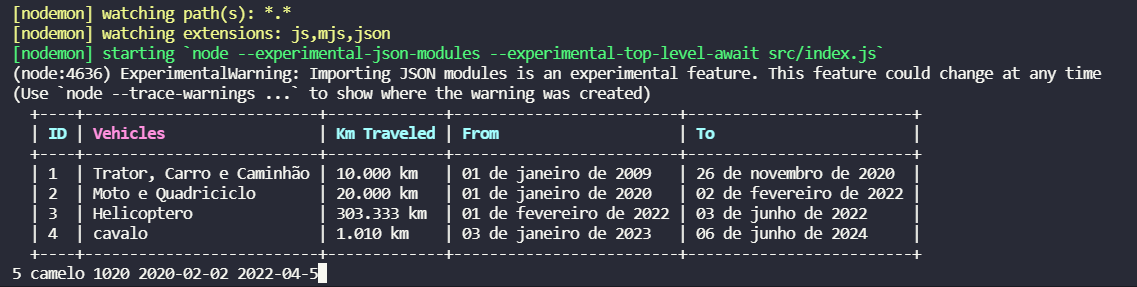 [nodemon] watching path(s): *.*
[nodemon] watching extensions: js,mjs,json
[nodemon] starting `node --experimental-json-modules --experimental-top-level-await src/index.js`
(node:4636) ExperimentalWarning: Importing JSON modules is an experimental feature. This feature could change at any time
(Use `node --trace-warnings ...` to show where the warning was created)
| ID | Vehicles | Km Traveled | From | To |
| 1 | Trator, Carro e Caminhão | 10.000 km | 01 de janeiro de 2009 | 26 de novembro de 2020 |
| 2 | Moto e Quadriciclo | 20.000 km | 01 de janeiro de 2020 | 02 de fevereiro de 2022 |
| 3 | Helicoptero | 303.333 km | 01 de fevereiro de 2022 | 03 de junho de 2022 |
| 4 | cavalo | 1.010 km | 03 de janeiro de 2023 | 06 de junho de 2024 |
5 camelo 1020 2020-02-02 2022-04-5